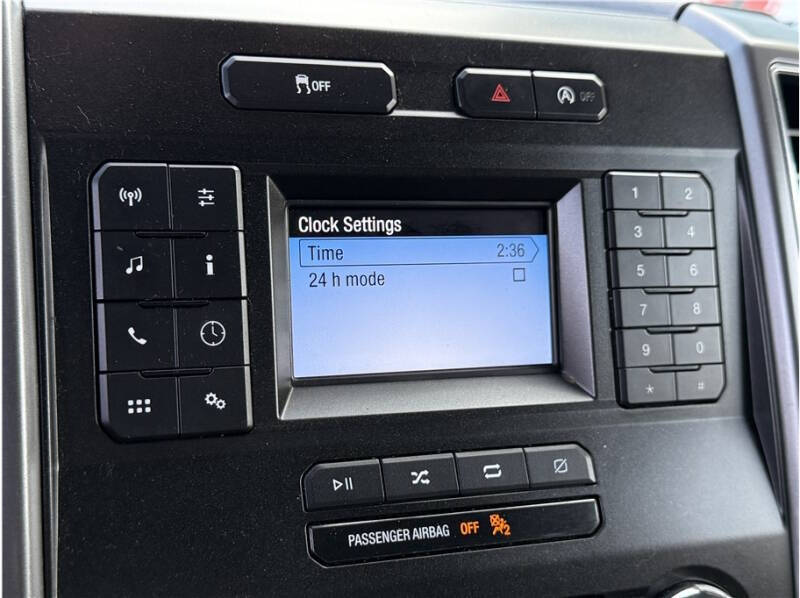 OFF
A OFF
Clock Settings
Time 2:36
24 h mode
i
1 2
3 4
5 6
7 8
9 0
* #
PASSENGER AIRBAG OFF 2